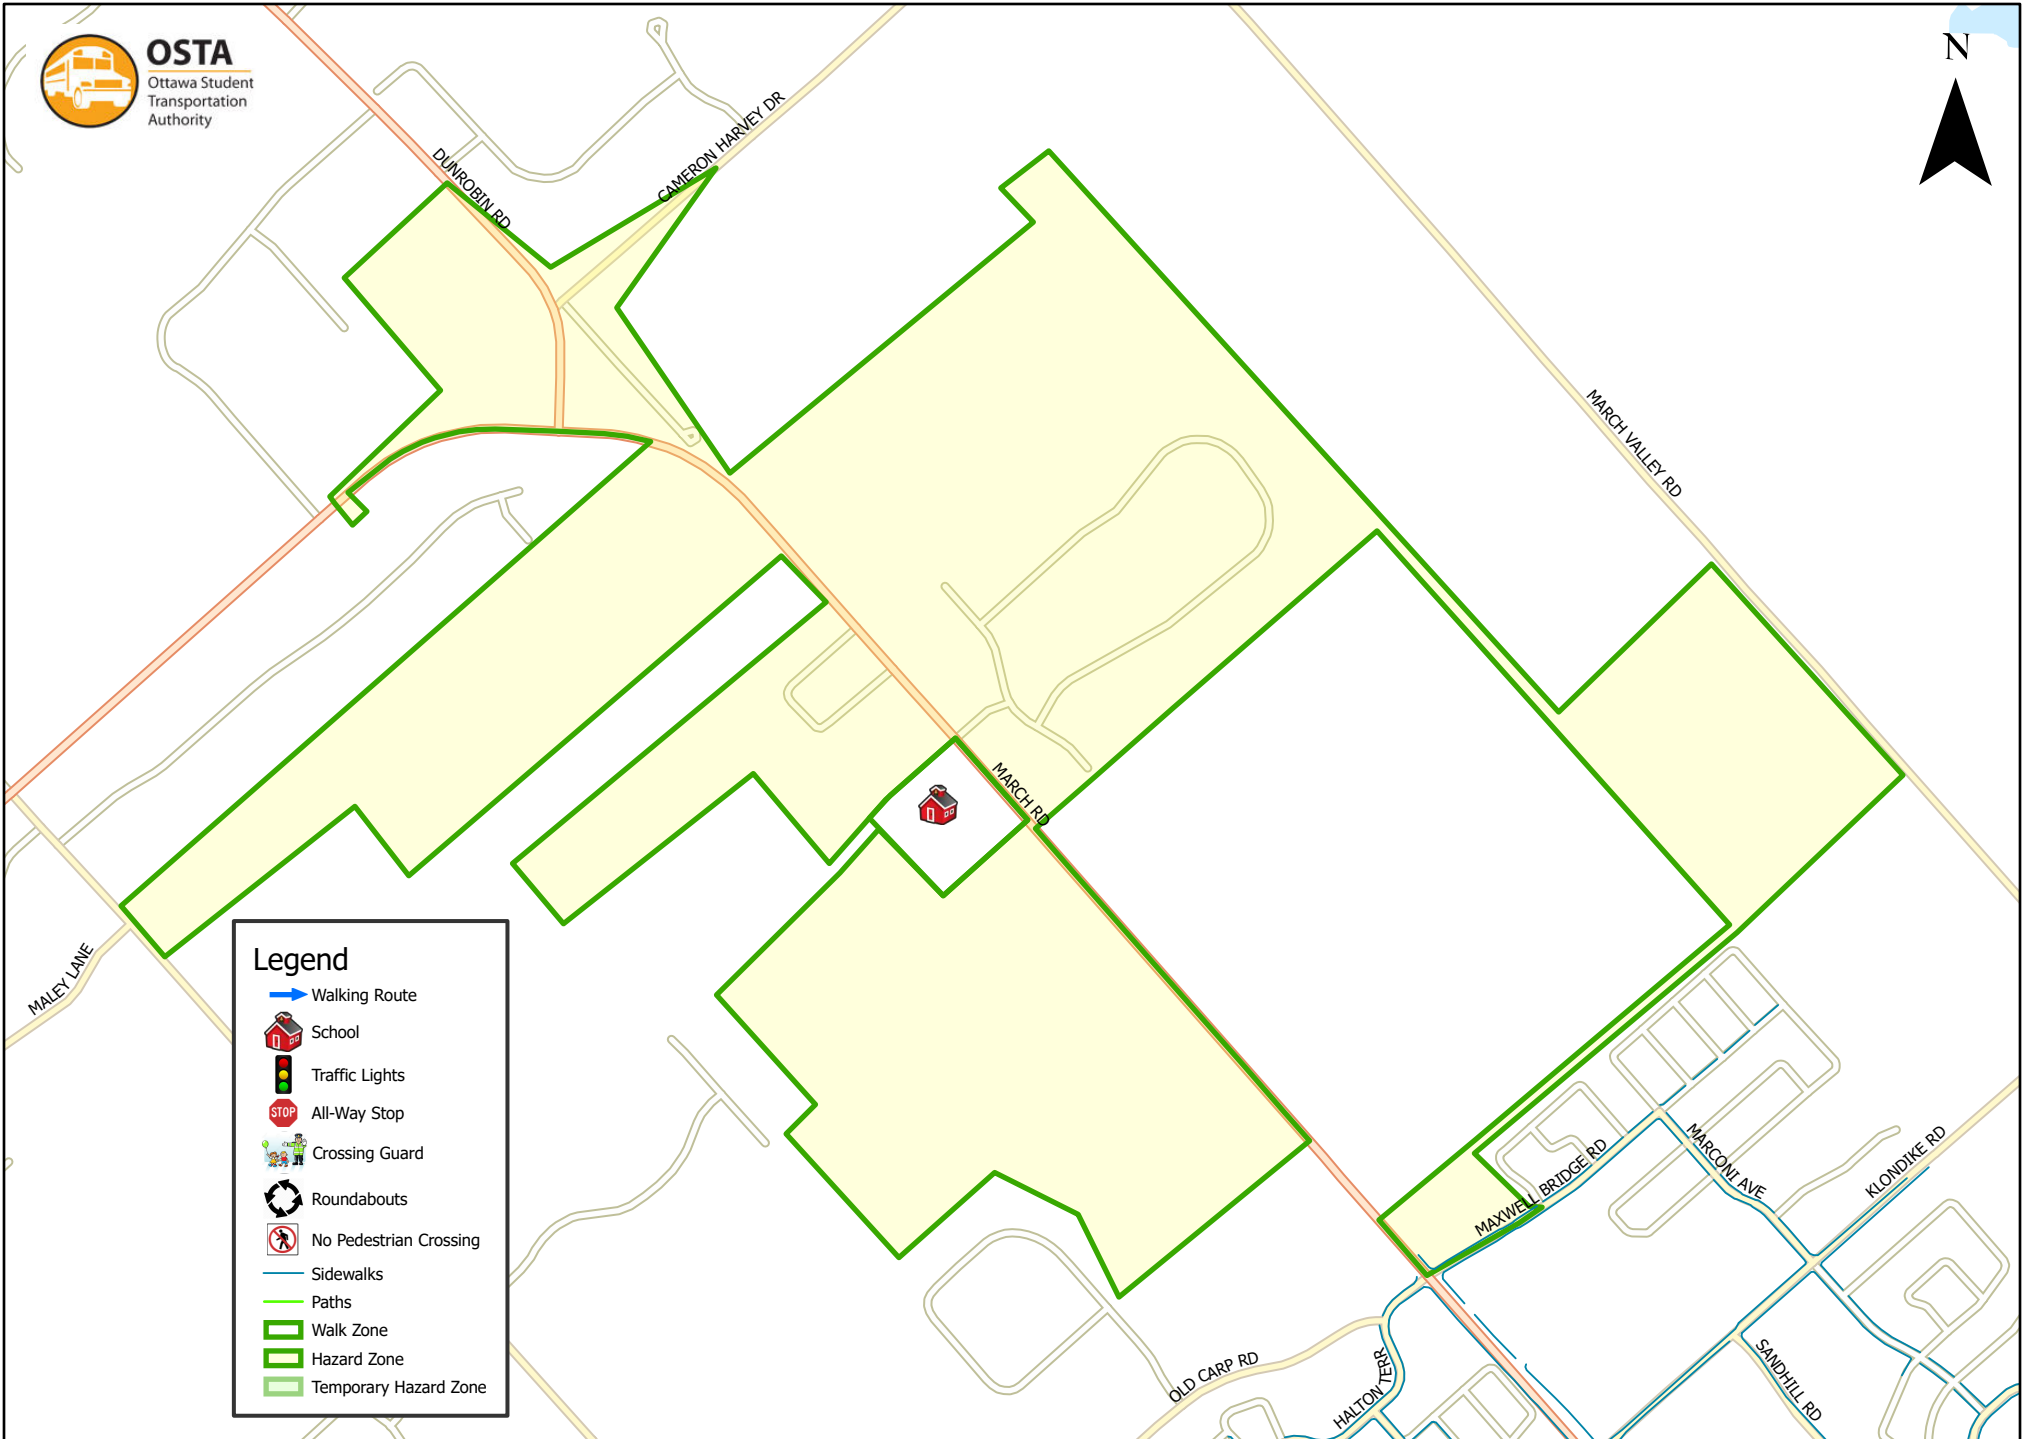 OSTA
Ottawa Student
Transportation
Authority
N
DUNROBIN RD
CAMERON HARVEY DR
MARCH VALLEY RD
MARCH RD
MALEY LANE
Legend
Walking Route
School
Traffic Lights
STOP
All-Way Stop
Crossing Guard
Roundabouts
No Pedestrian Crossing
Sidewalks
Paths
Walk Zone
Hazard Zone
Temporary Hazard Zone
MAXWELL BRIDGE RD
MARCONI AVE
KLONDIKE RD
OLD CARP RD
HALTON TERR
SANDHILL RD